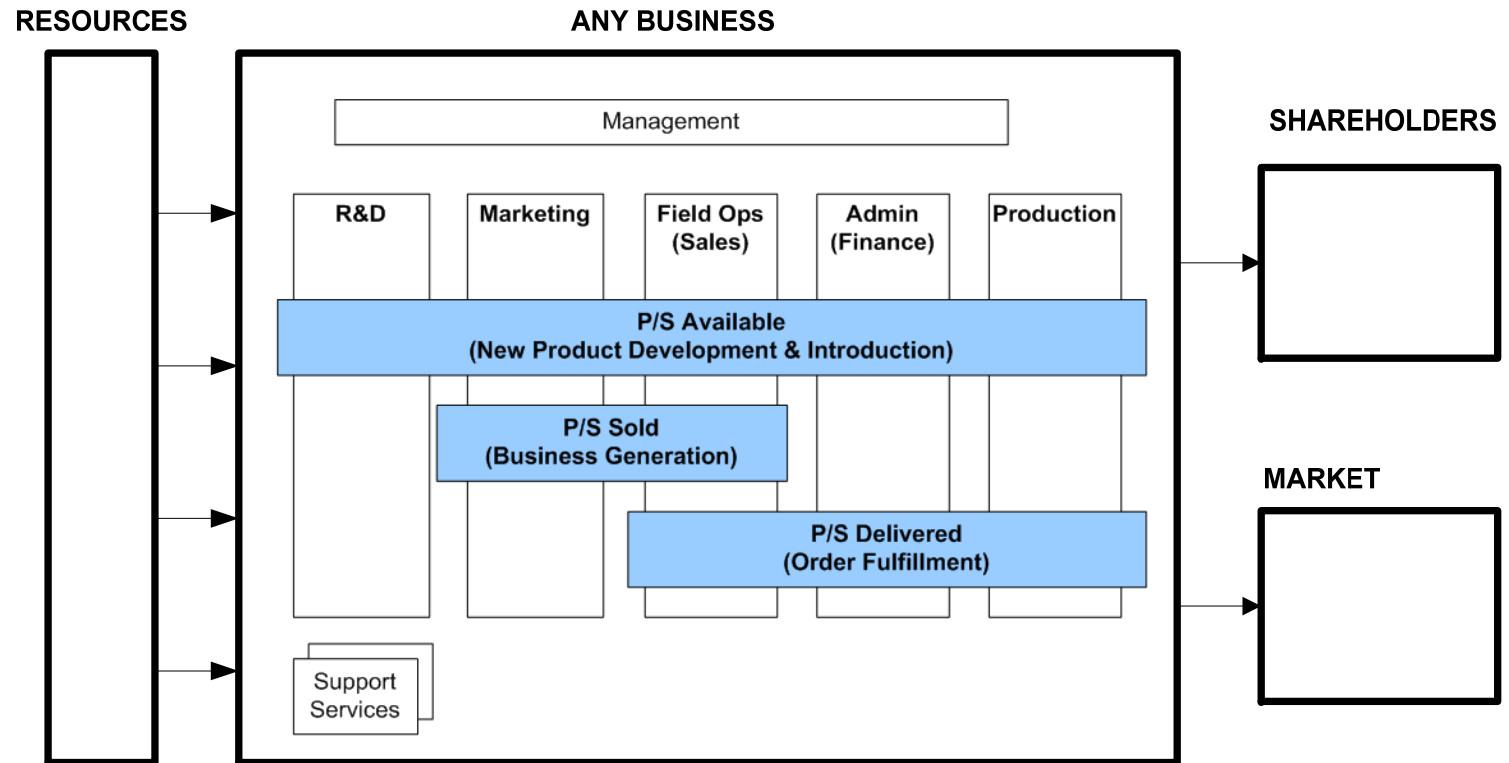 RESOURCES
ANY BUSINESS
Management
SHAREHOLDERS
R&D
Marketing
Field Ops
(Sales)
Admin
(Finance)
Production
P/S Available
(New Product Development & Introduction)
P/S Sold
(Business Generation)
MARKET
P/S Delivered
(Order Fulfillment)
Support
Services